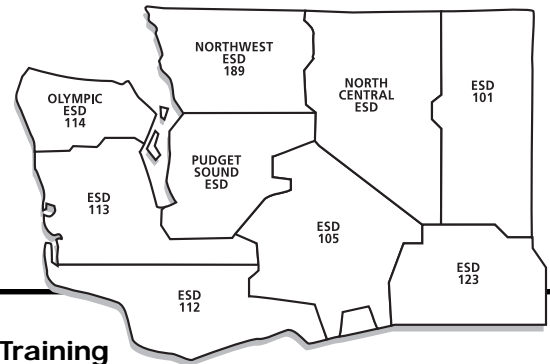 NORTHWEST
ESD
189
NORTH
CENTRAL
ESD
ESD
101
OLYMPIC
ESD
114
PUDGET
SOUND
ESD
ESD
113
ESD
105
ESD
123
ESD
112
Training